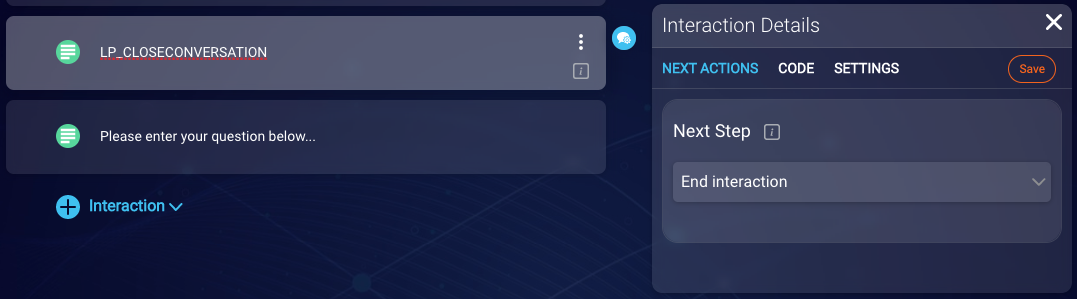 LP_CLOSECONVERSATION
i
Please enter your question below...
Interaction
Interaction Details
NEXT ACTIONS CODE SETTINGS Save
Next Step i
End interaction